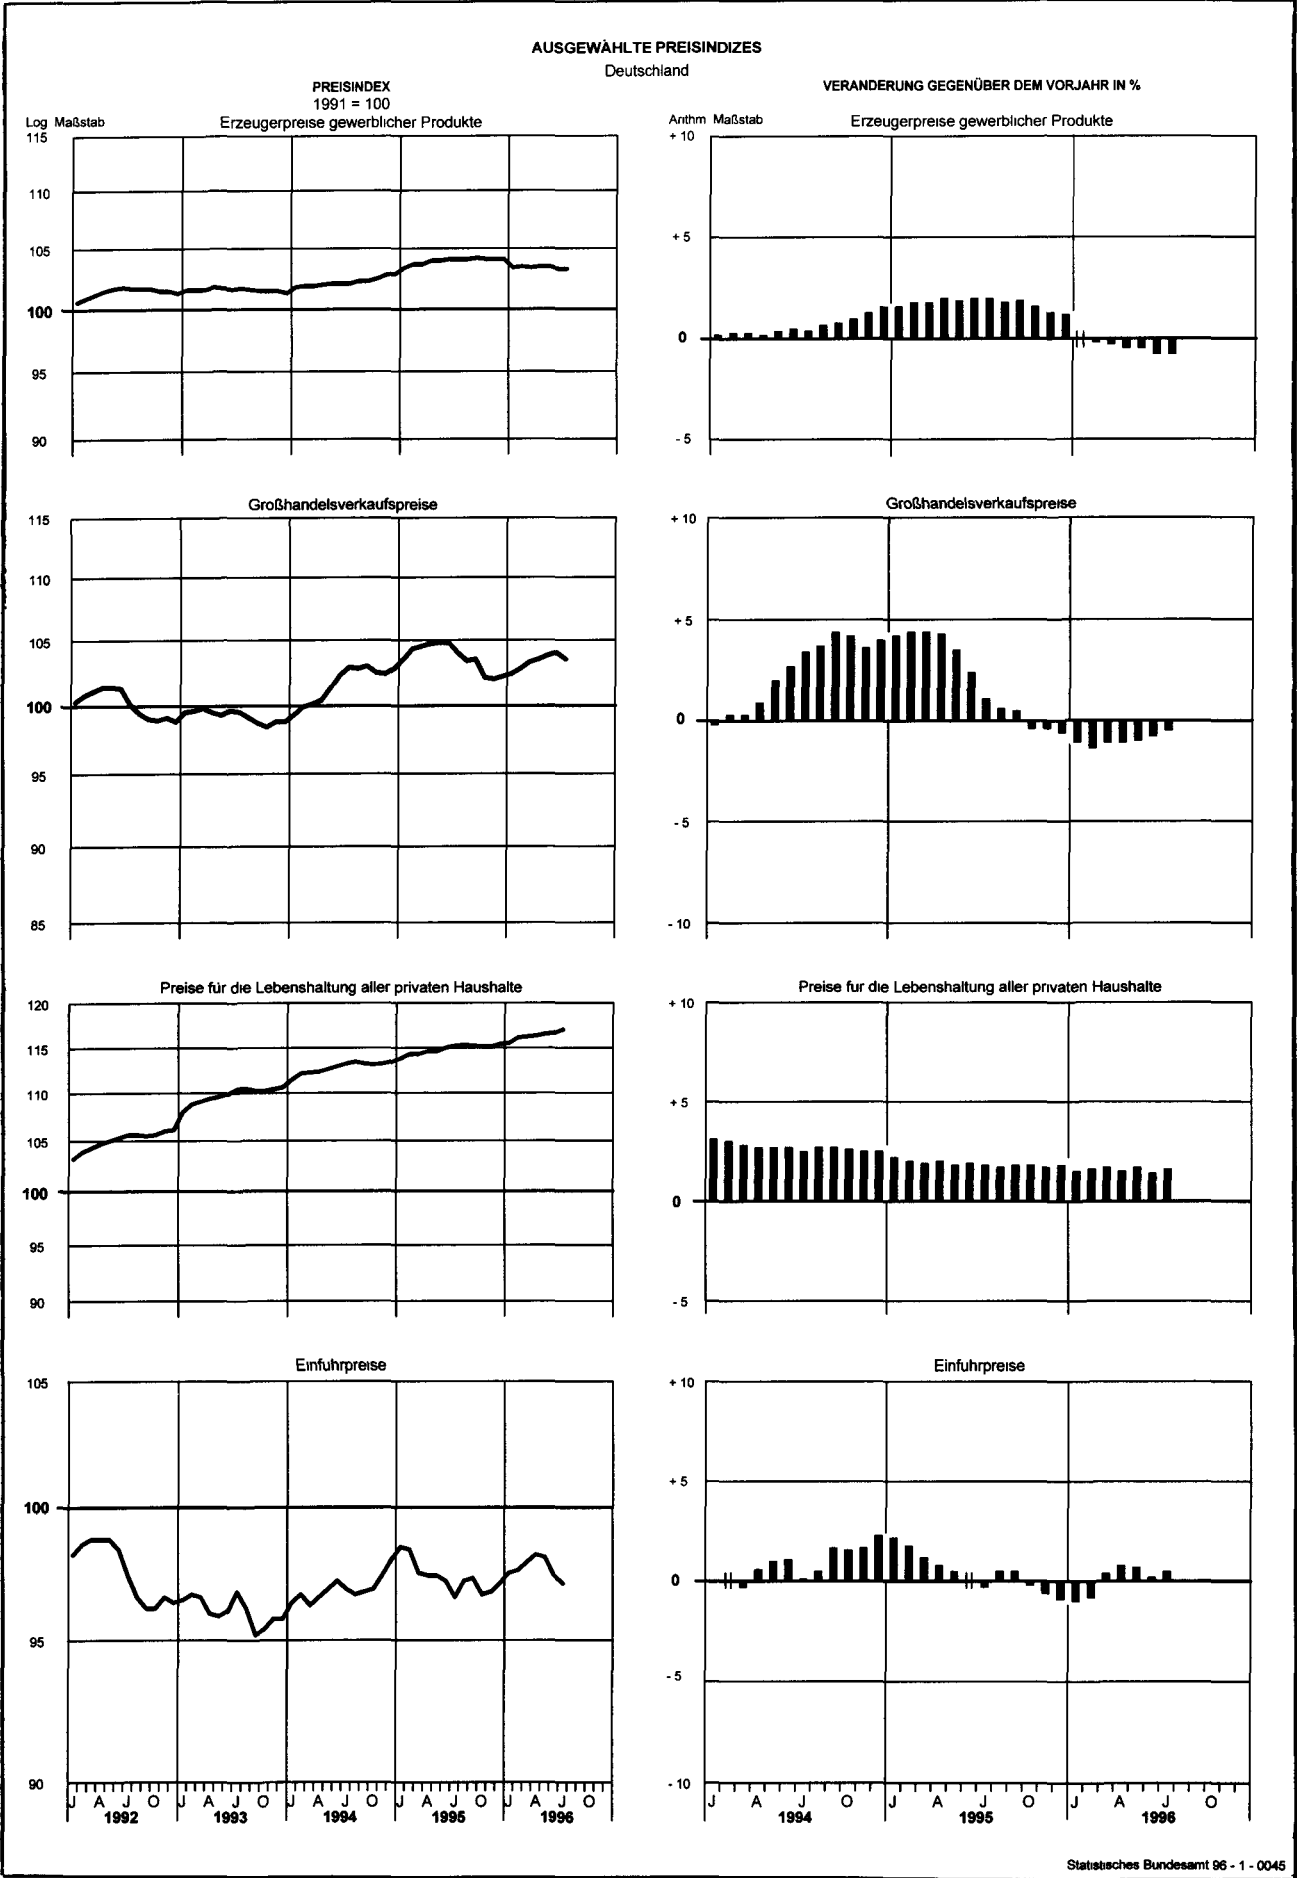 AUSGEWÄHLTE PREISINDIZES
Deutschland
PREISINDEX
1991 = 100
VERANDERUNG GEGENÜBER DEM VORJAHR IN %
Log Maßstab
Erzeugerpreise gewerblicher Produkte
115
110
105
100
95
90
Arithm Maßstab
Erzeugerpreise gewerblicher Produkte
+ 10
+ 5
0
- 5
Großhandelsverkaufspreise
115
110
105
100
95
90
85
Großhandelsverkaufspreise
+ 10
+ 5
0
- 5
- 10
Preise für die Lebenshaltung aller privaten Haushalte
120
115
110
105
100
95
90
Preise fur die Lebenshaltung aller privaten Haushalte
+ 10
+ 5
0
- 5
Einfuhrpreise
105
100
95
90
J A J O J A J O J A J O J A J O J A J O
1992 1993 1994 1995 1996
Einfuhrpreise
+ 10
+ 5
0
- 5
- 10
J A J O J A J O J A J O
1994 1995 1996
Statistisches Bundesamt 96 - 1 - 0045